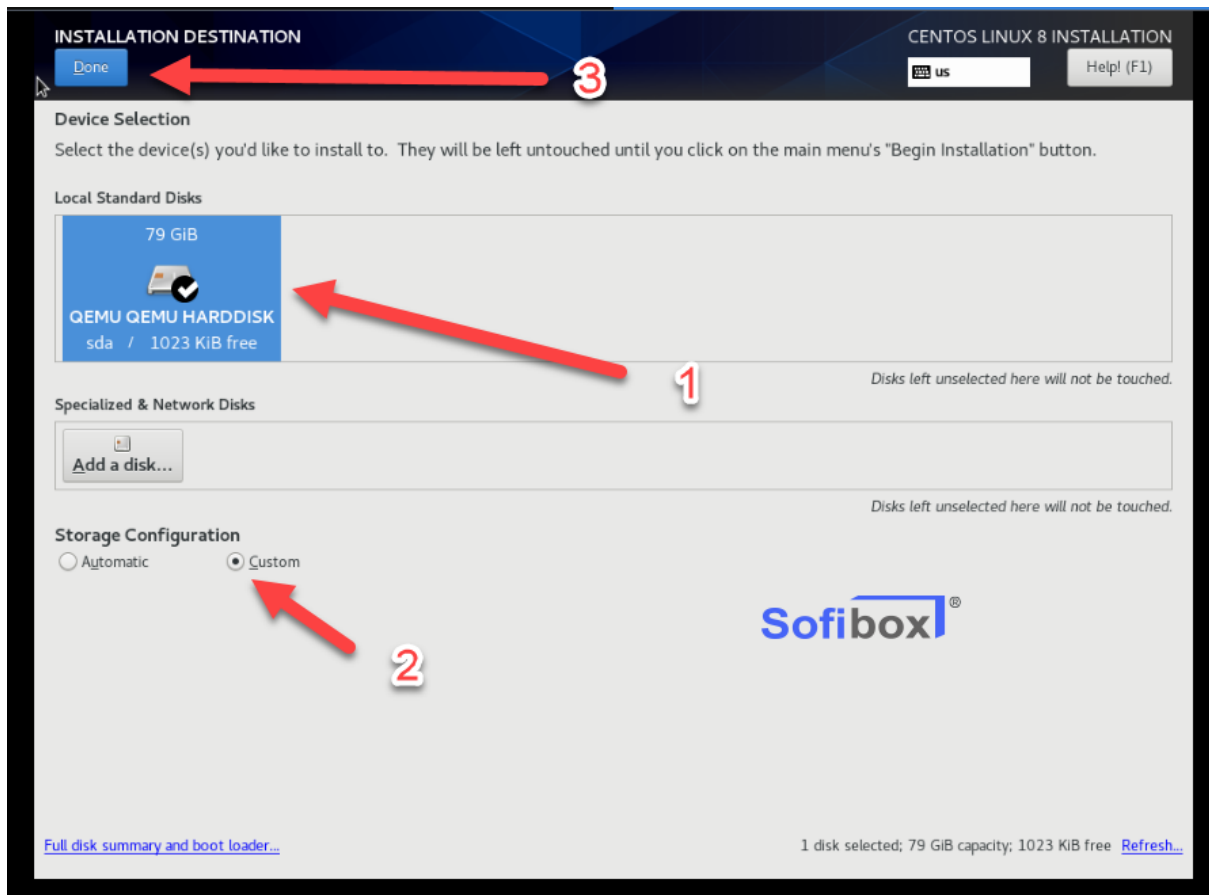 INSTALLATION DESTINATION
CENTOS LINUX 8 INSTALLATION
Done
3
us
Help! (F1)
Device Selection
Select the device(s) you'd like to install to. They will be left untouched until you click on the main menu's "Begin Installation" button.
Local Standard Disks
79 GiB
QEMU QEMU HARDDISK
sda / 1023 KiB free
1
Disks left unselected here will not be touched.
Specialized & Network Disks
Add a disk...
Disks left unselected here will not be touched.
Storage Configuration
Automatic
Custom
Sofibox®
2
Full disk summary and boot loader...
1 disk selected; 79 GiB capacity; 1023 KiB free Refresh...